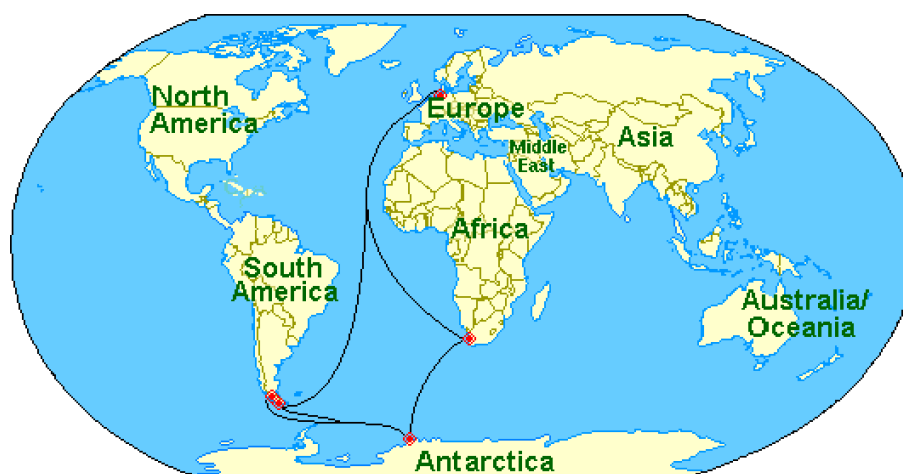 North
America
Europe
Asia
Middle
East
Africa
South
America
Australia/
Oceania
Antarctica